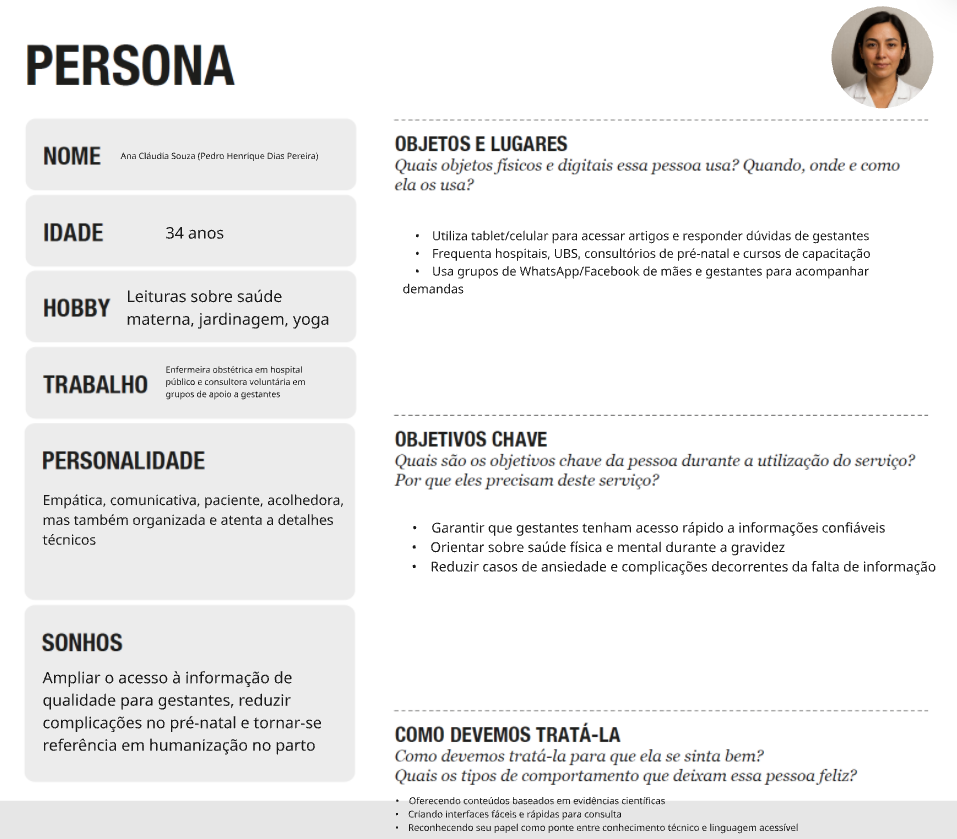 PERSONA
NOME Ana Cláudia Souza (Pedro Henrique Dias Pereira)
IDADE 34 anos
HOBBY Leituras sobre saúde
materna, jardinagem, yoga
TRABALHO Enfermeira obstétrica em hospital
público e consultora voluntária em
grupos de apoio a gestantes
PERSONALIDADE
Empática, comunicativa, paciente, acolhedora,
mas também organizada e atenta a detalhes
técnicos
SONHOS
Ampliar o acesso à informação de
qualidade para gestantes, reduzir
complicações no pré-natal e tornar-se
referência em humanização no parto
OBJETOS E LUGARES
Quais objetos físicos e digitais essa pessoa usa? Quando, onde e como
ela os usa?
• Utiliza tablet/celular para acessar artigos e responder dúvidas de gestantes
• Frequenta hospitais, UBS, consultórios de pré-natal e cursos de capacitação
• Usa grupos de WhatsApp/Facebook de mães e gestantes para acompanhar
demandas
OBJETIVOS CHAVE
Quais são os objetivos chave da pessoa durante a utilização do serviço?
Por que eles precisam deste serviço?
• Garantir que gestantes tenham acesso rápido a informações confiáveis
• Orientar sobre saúde física e mental durante a gravidez
• Reduzir casos de ansiedade e complicações decorrentes da falta de informação
COMO DEVEMOS TRATÁ-LA
Como devemos tratá-la para que ela se sinta bem?
Quais os tipos de comportamento que deixam essa pessoa feliz?
• Oferecendo conteúdos baseados em evidências científicas
• Criando interfaces fáceis e rápidas para consulta
• Reconhecendo seu papel como ponte entre conhecimento técnico e linguagem acessível